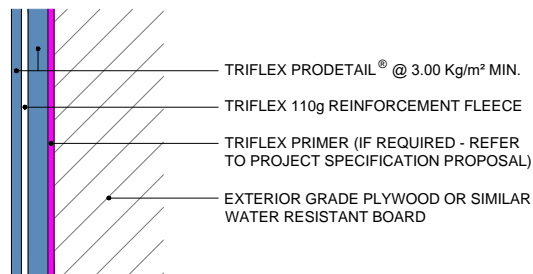 TRIFLEX PRODETAIL® @ 3.00 Kg/m² MIN.
TRIFLEX 110g REINFORCEMENT FLEECE
TRIFLEX PRIMER (IF REQUIRED - REFER
TO PROJECT SPECIFICATION PROPOSAL)
EXTERIOR GRADE PLYWOOD OR SIMILAR
WATER RESISTANT BOARD